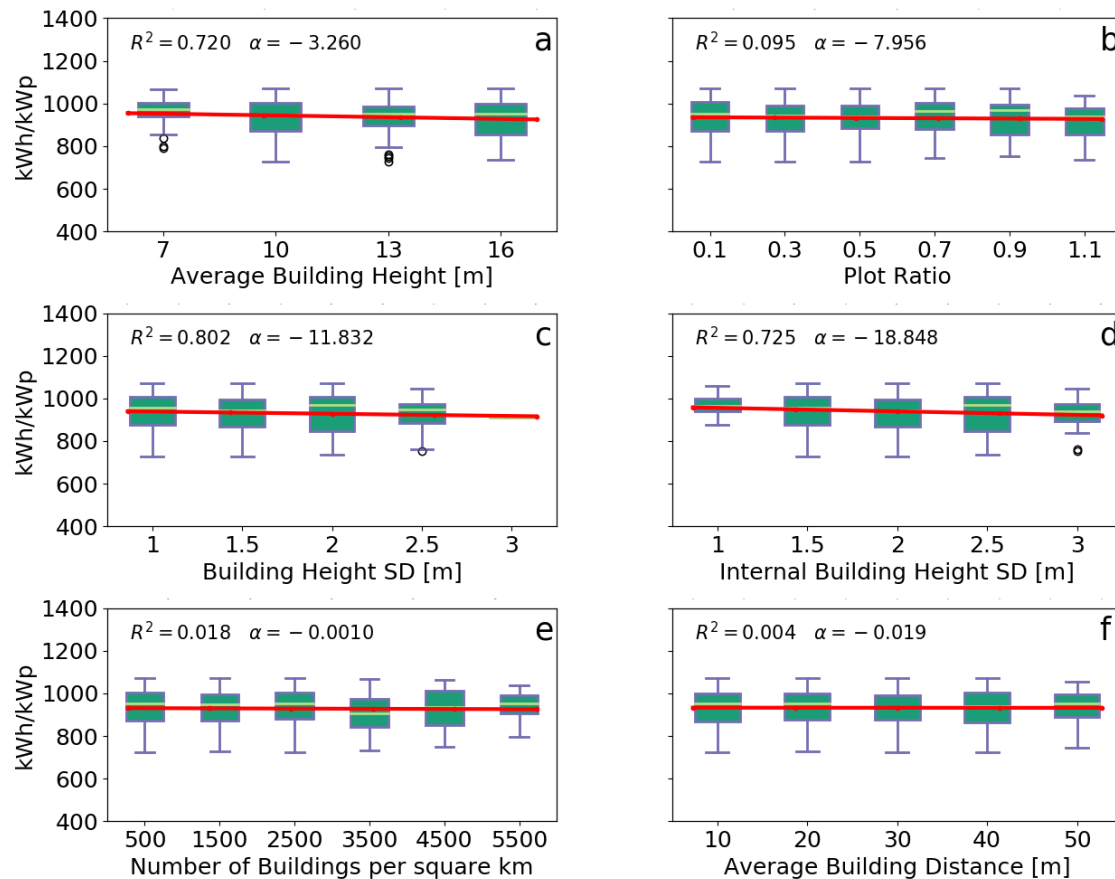 1400
1200
1000
800
600
400
kWh/kWp
R² = 0.720 α = − 3.260
a
7 10 13 16
Average Building Height [m]
R² = 0.095 α = − 7.956
b
0.1 0.3 0.5 0.7 0.9 1.1
Plot Ratio
1400
1200
1000
800
600
400
kWh/kWp
R² = 0.802 α = − 11.832
c
1 1.5 2 2.5 3
Building Height SD [m]
R² = 0.725 α = − 18.848
d
1 1.5 2 2.5 3
Internal Building Height SD [m]
1400
1200
1000
800
600
400
kWh/kWp
R² = 0.018 α = − 0.0010
e
500 1500 2500 3500 4500 5500
Number of Buildings per square km
R² = 0.004 α = − 0.019
f
10 20 30 40 50
Average Building Distance [m]